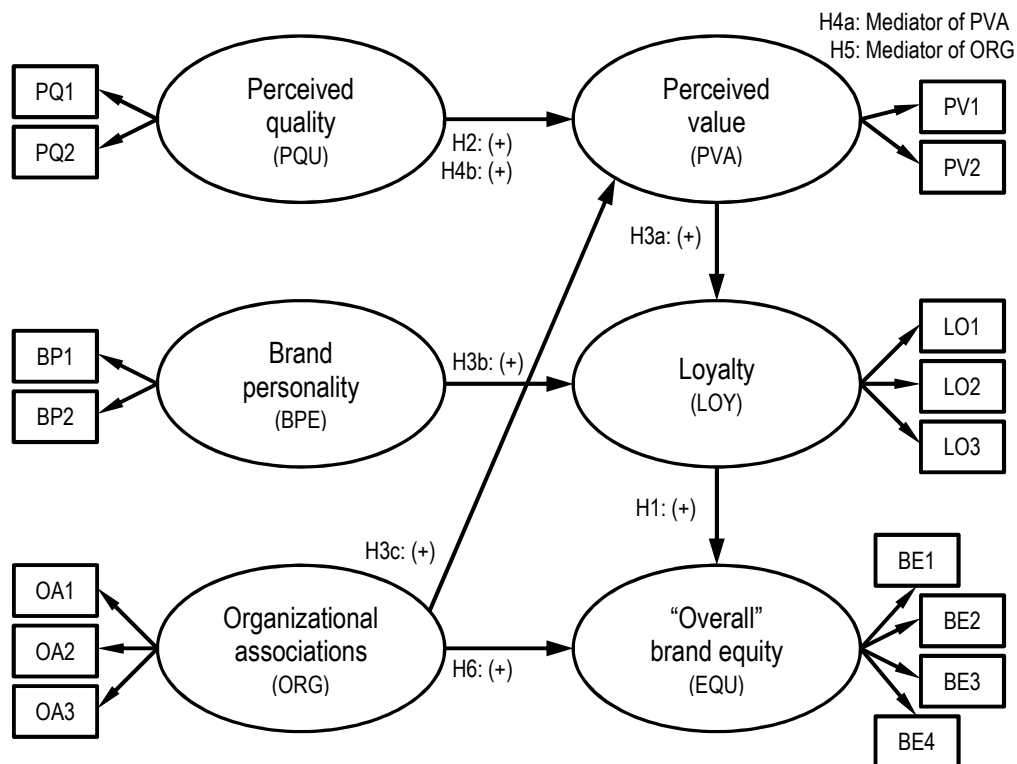 H4a: Mediator of PVA
H5: Mediator of ORG
PQ1
PQ2
Perceived
quality
(PQU)
H2: (+)
H4b: (+)
Perceived
value
(PVA)
PV1
PV2
H3a: (+)
BP1
BP2
Brand
personality
(BPE)
H3b: (+)
Loyalty
(LOY)
LO1
LO2
LO3
H1: (+)
H3c: (+)
OA1
OA2
OA3
Organizational
associations
(ORG)
H6: (+)
“Overall”
brand equity
(EQU)
BE1
BE2
BE3
BE4